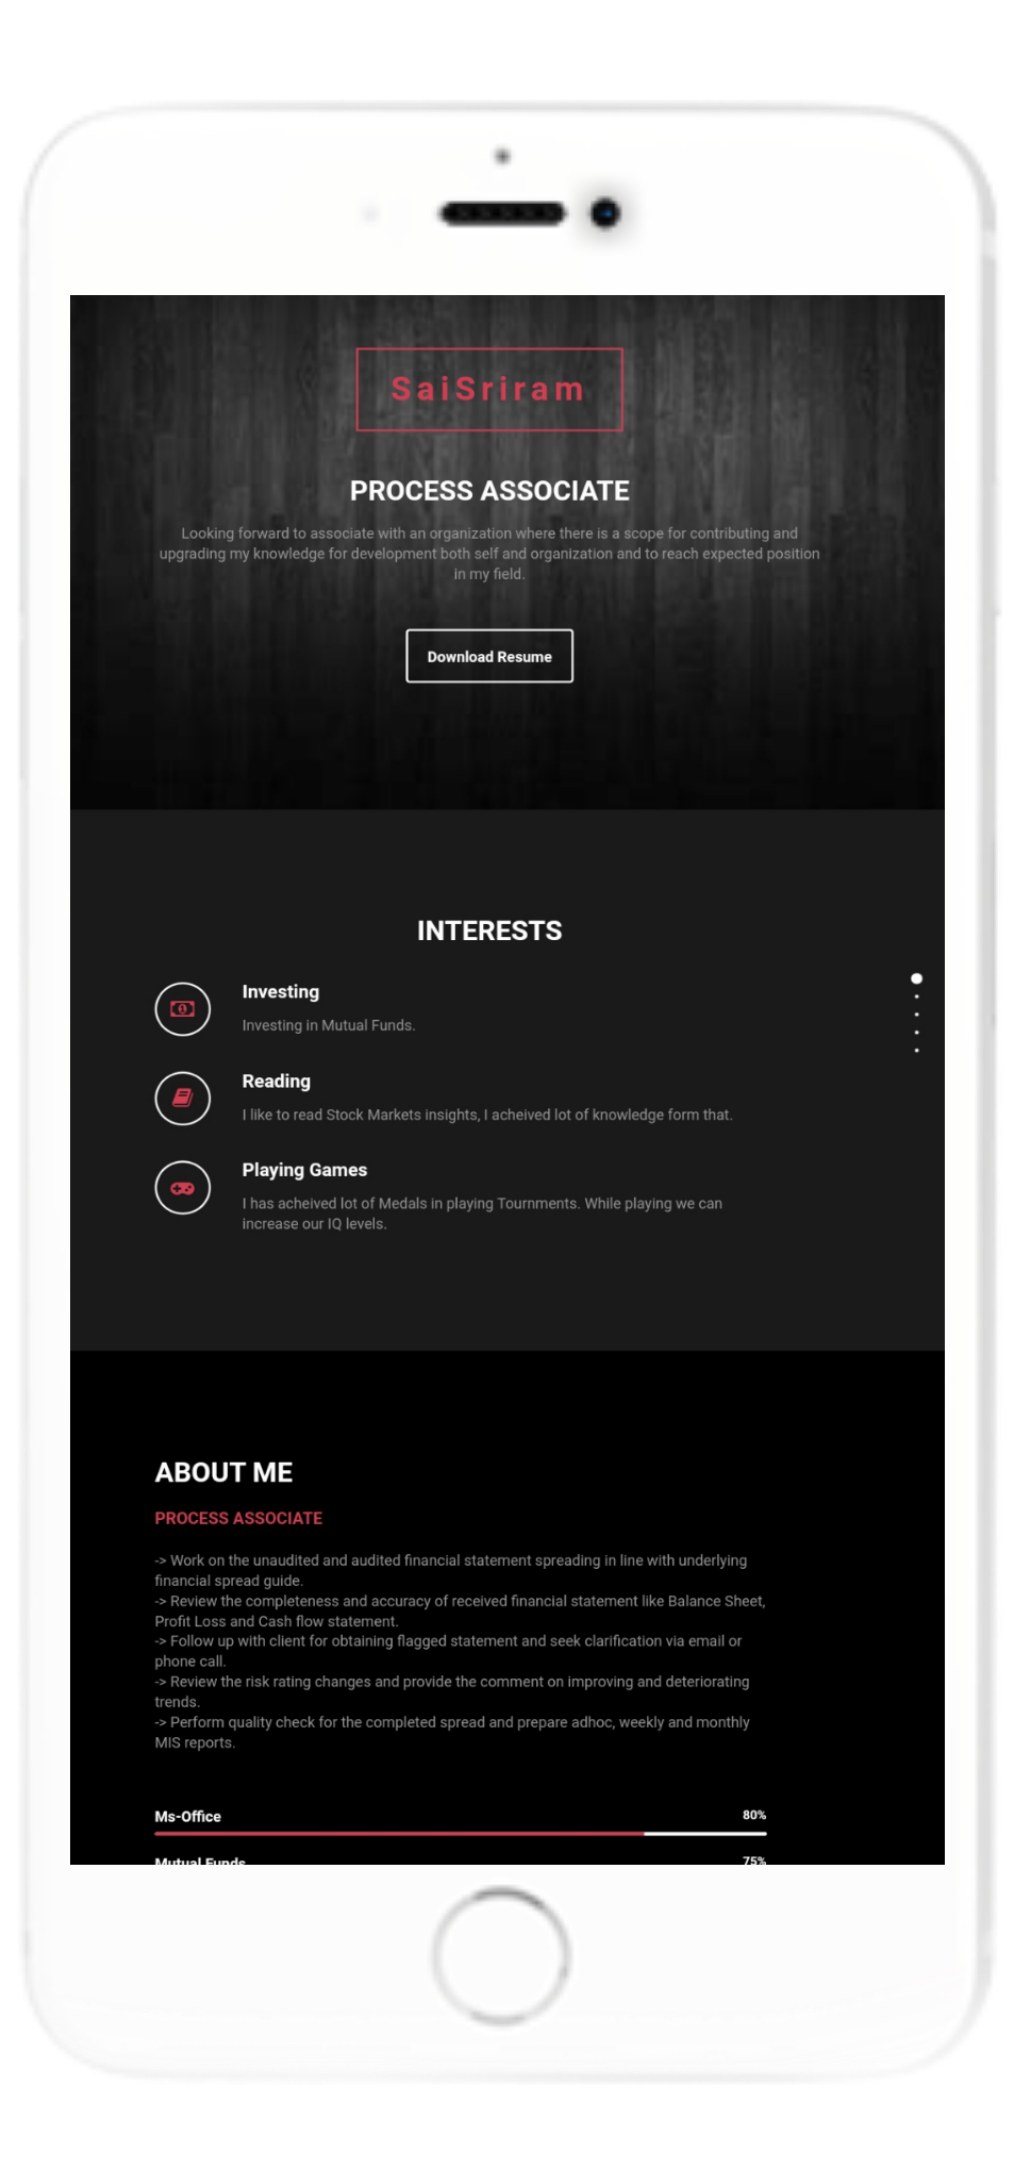 SaiSriram
PROCESS ASSOCIATE
Looking forward to associate with an organization where there is a scope for contributing and
upgrading my knowledge for development both self and organization and to reach expected position
in my field.
Download Resume
INTERESTS
Investing
Investing in Mutual Funds.
Reading
I like to read Stock Markets insights, I acheived lot of knowledge form that.
Playing Games
I has acheived lot of Medals in playing Tournments. While playing we can
increase our IQ levels.
ABOUT ME
PROCESS ASSOCIATE
-> Work on the unaudited and audited financial statement spreading in line with underlying
financial spread guide.
-> Review the completeness and accuracy of received financial statement like Balance Sheet,
Profit Loss and Cash flow statement.
-> Follow up with client for obtaining flagged statement and seek clarification via email or
phone call.
-> Review the risk rating changes and provide the comment on improving and deteriorating
trends.
-> Perform quality check for the completed spread and prepare adhoc, weekly and monthly
MIS reports.
Ms-Office 80%
Mutual Funds 75%